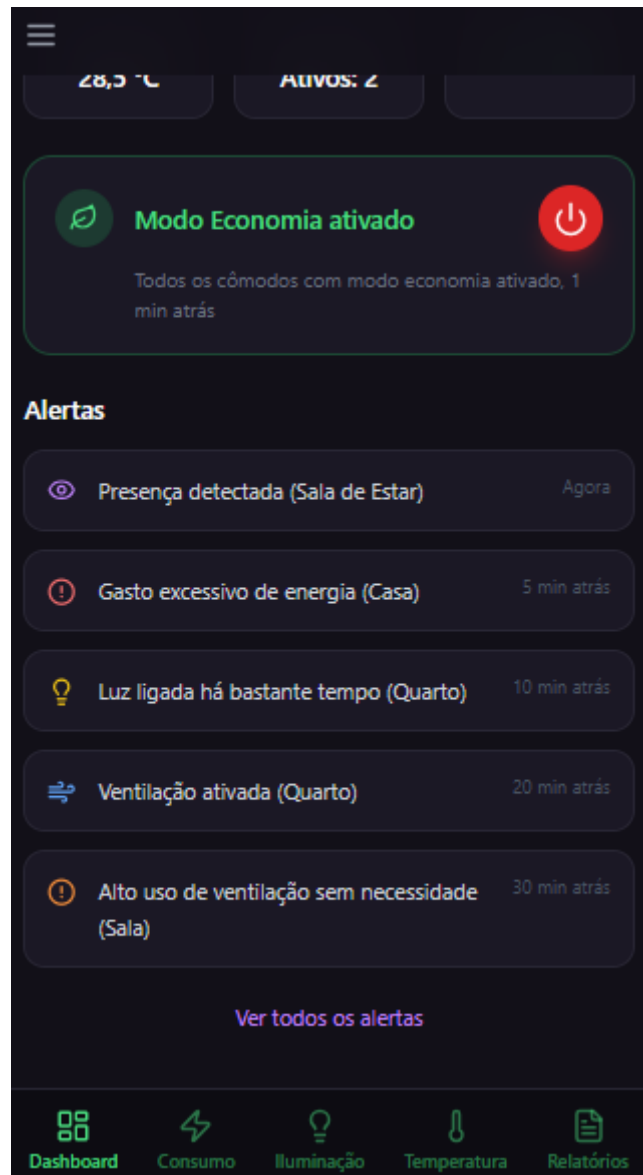 28,5 °C
Ativos: 2
Modo Economia ativado
Todos os cômodos com modo economia ativado, 1
min atrás
Alertas
Presença detectada (Sala de Estar)
Agora
Gasto excessivo de energia (Casa)
5 min atrás
Luz ligada há bastante tempo (Quarto)
10 min atrás
Ventilação ativada (Quarto)
20 min atrás
Alto uso de ventilação sem necessidade
(Sala)
30 min atrás
Ver todos os alertas
Dashboard
Consumo
Iluminação
Temperatura
Relatórios